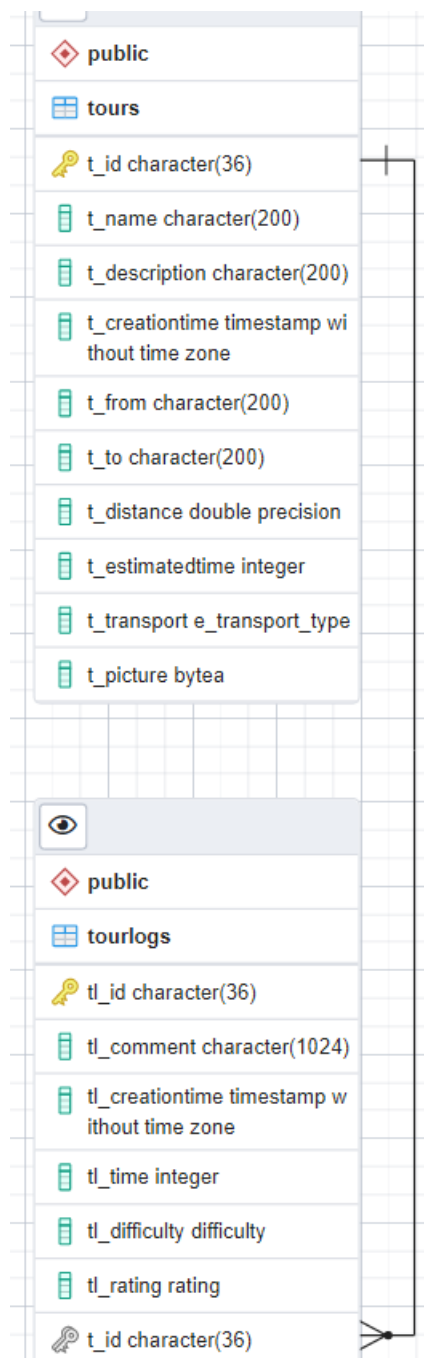 public
tours
t_id character(36)
t_name character(200)
t_description character(200)
t_creationtime timestamp wi
thout time zone
t_from character(200)
t_to character(200)
t_distance double precision
t_estimatedtime integer
t_transport e_transport_type
t_picture bytea
public
tourlogs
tl_id character(36)
tl_comment character(1024)
tl_creationtime timestamp w
ithout time zone
tl_time integer
tl_difficulty difficulty
tl_rating rating
t_id character(36)